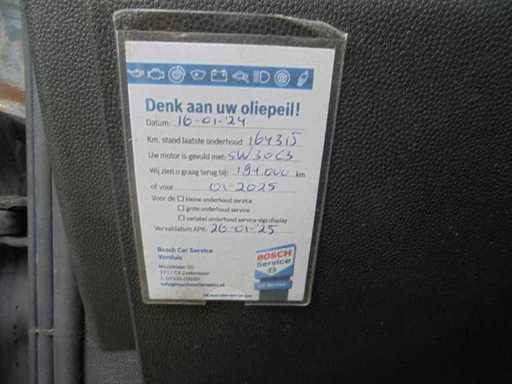 Denk aan uw oliepeil!
Datum: 16-01-'24
Km. stand laatste onderhoud 164315
Uw motor is gevuld met: 5W30C3
Wij zien u graag terug bij: 194.000 km
of voor 01-2025
Voor de □ kleine onderhoud service
□ grote onderhoud service
□ variabel onderhoud service vlgs display
Vervaldatum APK: 26-01-'25
Bosch Car Service
BOSCH
Service